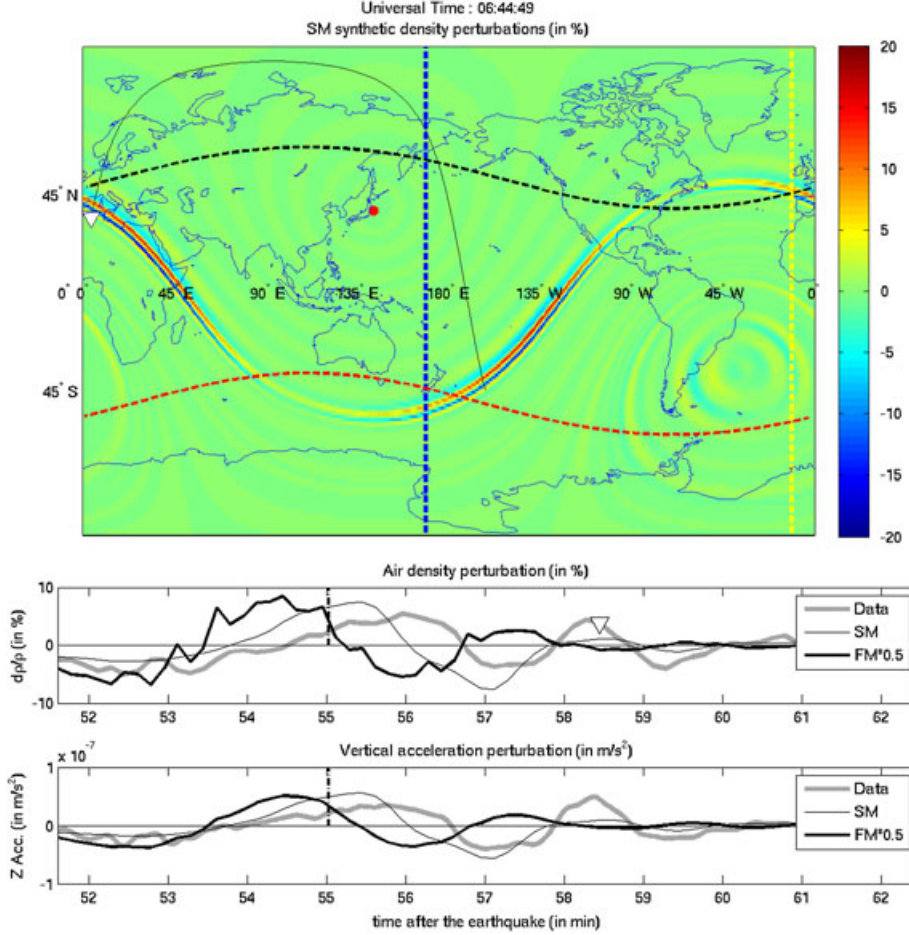 Universal Time : 06:44:49
SM synthetic density perturbations (in %)
45° N
0° 0 45 E 90 E 135 E 180 E 135 W 90 W 45 W 0°
45° S
20
15
10
5
0
-5
-10
-15
-20
Air density perturbation (in %)
dρ/ρ (in %)
10
0
-10
52 53 54 55 56 57 58 59 60 61 62
Data
SM
FM*0.5
Vertical acceleration perturbation (in m/s²)
x 10⁻⁷
Z Acc. (in m/s²)
1
0
-1
52 53 54 55 56 57 58 59 60 61 62
Data
SM
FM*0.5
time after the earthquake (in min)